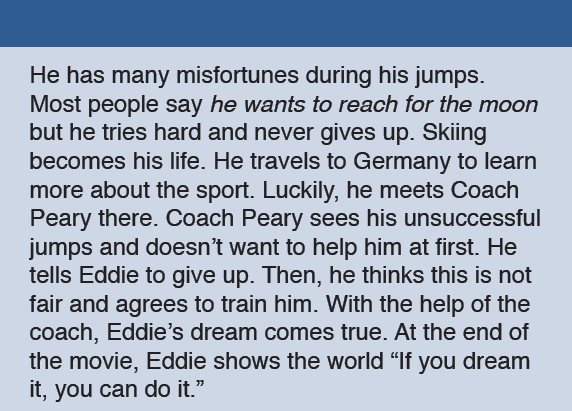 He has many misfortunes during his jumps.
Most people say he wants to reach for the moon
but he tries hard and never gives up. Skiing
becomes his life. He travels to Germany to learn
more about the sport. Luckily, he meets Coach
Peary there. Coach Peary sees his unsuccessful
jumps and doesn’t want to help him at first. He
tells Eddie to give up. Then, he thinks this is not
fair and agrees to train him. With the help of the
coach, Eddie’s dream comes true. At the end of
the movie, Eddie shows the world “If you dream
it, you can do it.”